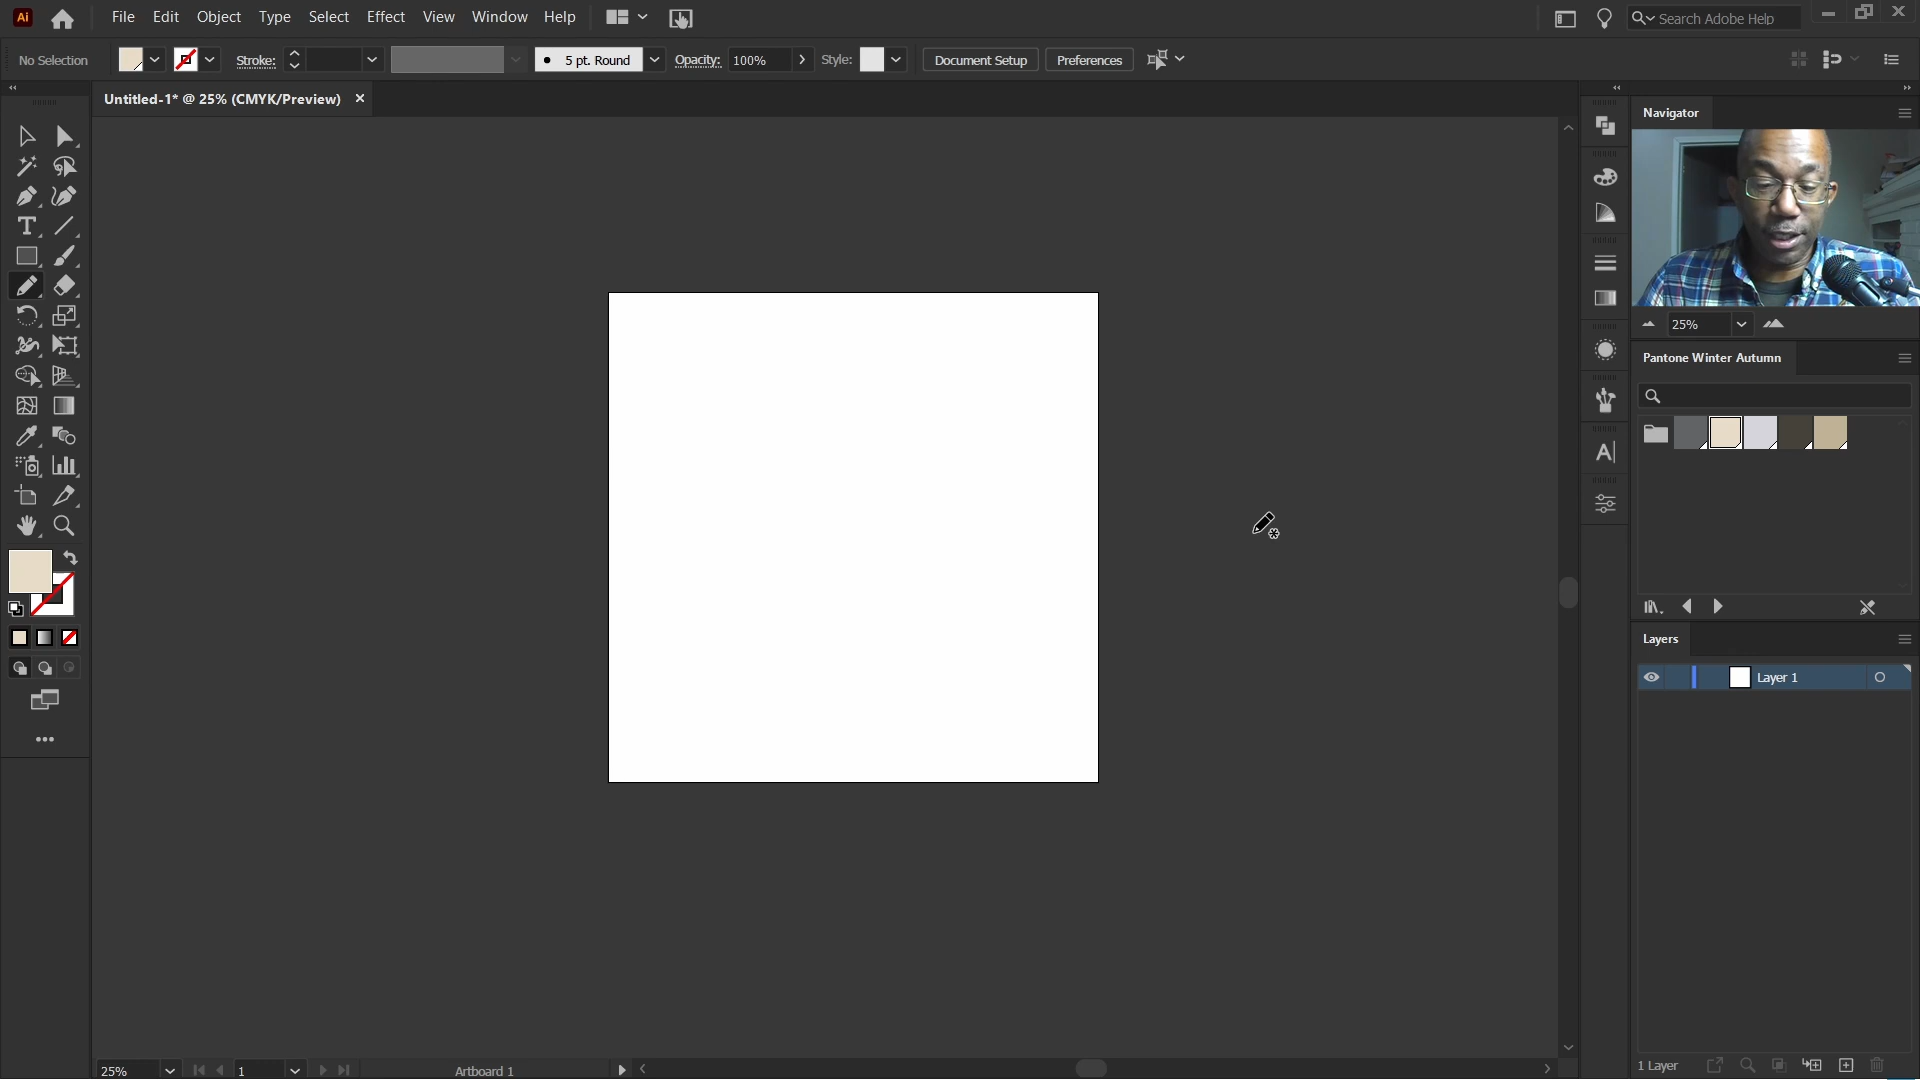 Ai File Edit Object Type Select Effect View Window Help Search Adobe Help
No Selection Stroke: 5 pt. Round Opacity: 100% Style: Document Setup Preferences
Untitled-1* @ 25% (CMYK/Preview)
Navigator
25%
Pantone Winter Autumn
Layers
Layer 1
1 Layer
25% 1 Artboard 1